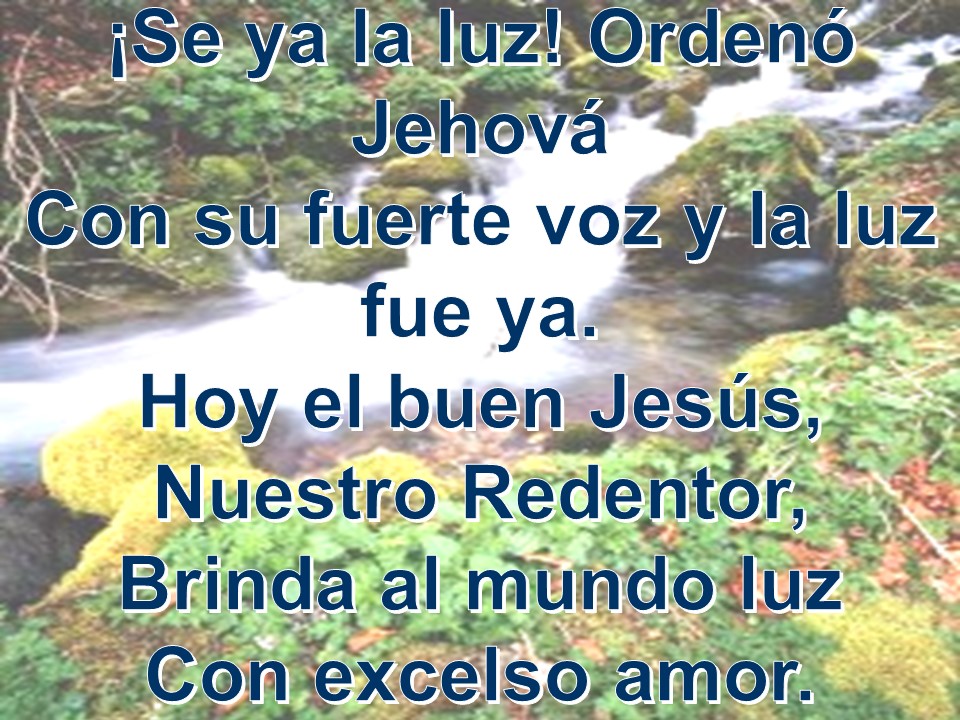 ¡Se ya la luz! Ordenó
Jehová
Con su fuerte voz y la luz
fue ya.
Hoy el buen Jesús,
Nuestro Redentor,
Brinda al mundo luz
Con excelso amor.